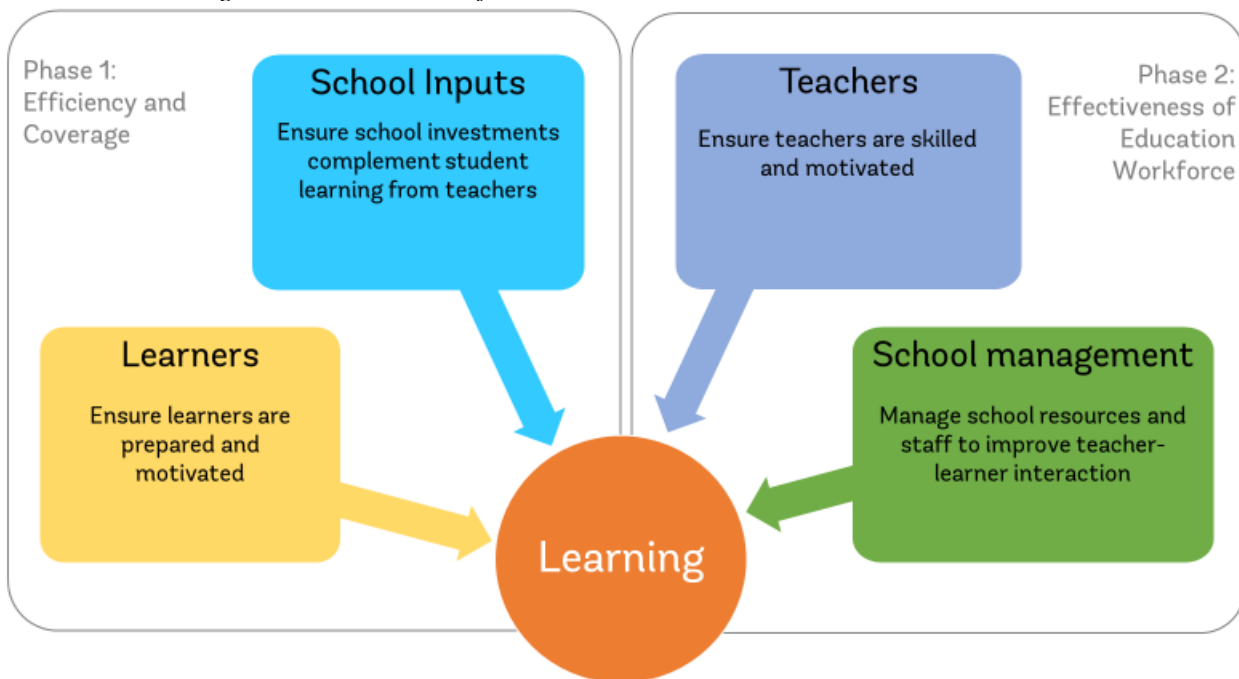 Phase 1:
Efficiency and
Coverage
School Inputs
Ensure school investments
complement student
learning from teachers
Teachers
Ensure teachers are skilled
and motivated
Phase 2:
Effectiveness of
Education
Workforce
Learners
Ensure learners are
prepared and
motivated
School management
Manage school resources and
staff to improve teacher-
learner interaction
Learning